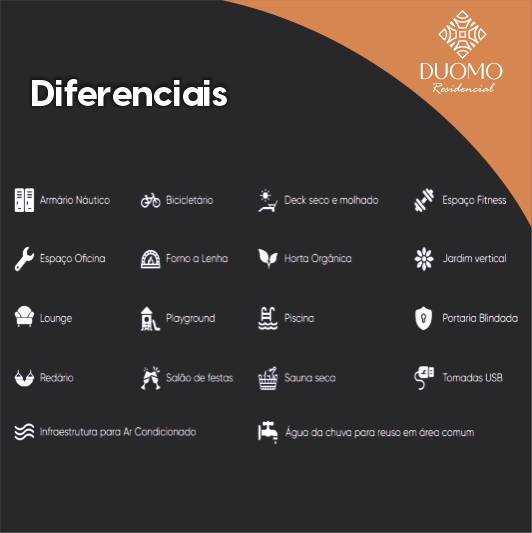 DUOMO
Residencial
Diferenciais
Armário Náutico
Bicicletário
Deck seco e molhado
Espaço Fitness
Espaço Oficina
Forno a Lenha
Horta Orgânica
Jardim vertical
Lounge
Playground
Piscina
Portaria Blindada
Redário
Salão de festas
Sauna seca
Tomadas USB
Infraestrutura para Ar Condicionado
Água da chuva para reuso em área comum